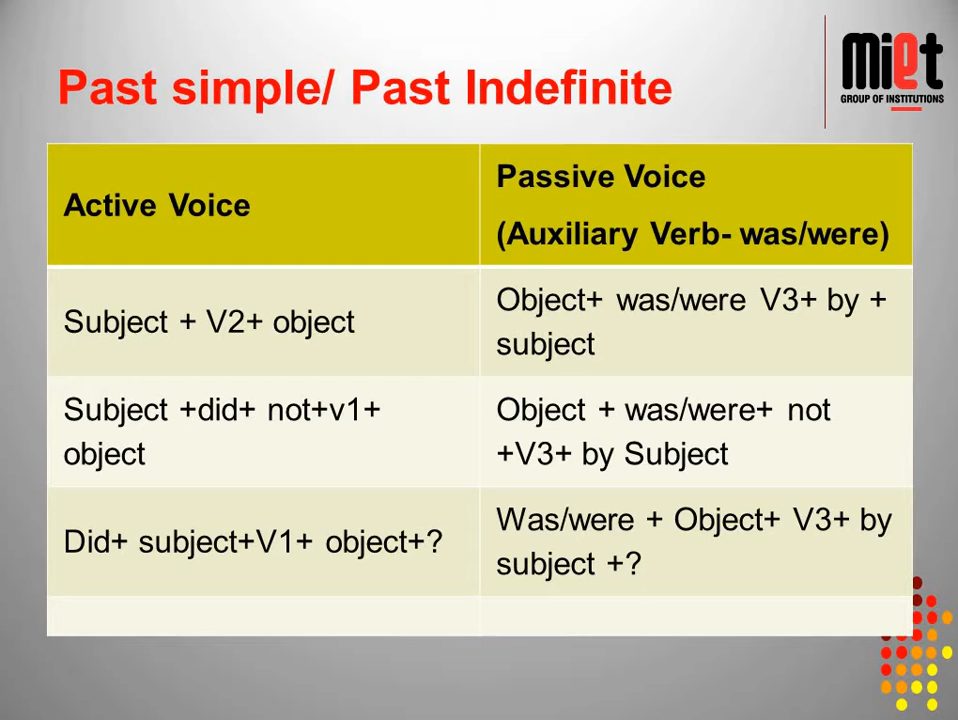 Past simple/ Past Indefinite
miet
GROUP OF INSTITUTIONS
Active Voice
Passive Voice
(Auxiliary Verb- was/were)
Subject + V2+ object
Object+ was/were V3+ by +
subject
Subject +did+ not+v1+
object
Object + was/were+ not
+V3+ by Subject
Did+ subject+V1+ object+?
Was/were + Object+ V3+ by
subject +?